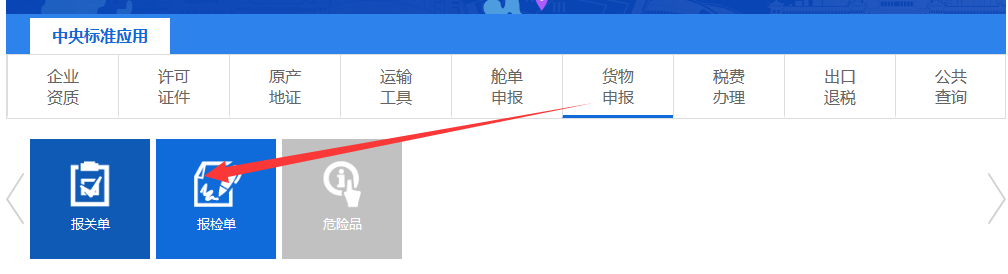 中央标准应用
企业
资质
许可
证件
原产
地证
运输
工具
舱单
申报
货物
申报
税费
办理
出口
退税
公共
查询
报关单
报检单
危险品